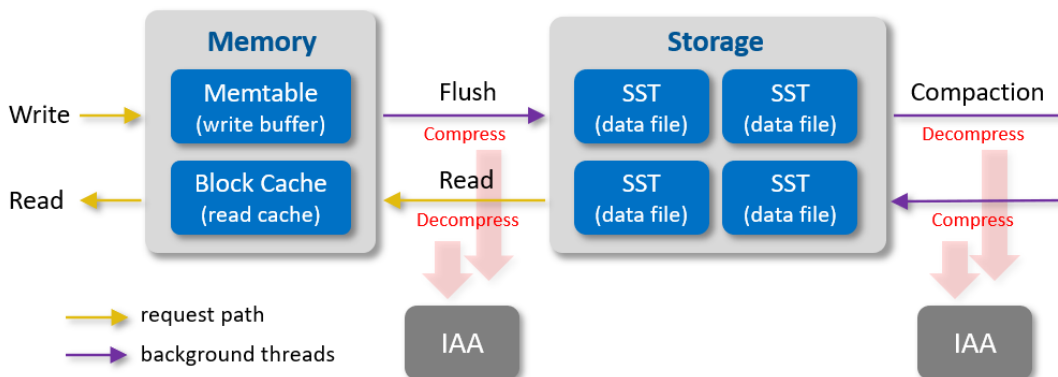 Memory
Storage
Write
Memtable
(write buffer)
Flush
Compress
SST
(data file)
SST
(data file)
Compaction
Decompress
Read
Block Cache
(read cache)
Read
Decompress
SST
(data file)
SST
(data file)
Compress
request path
background threads
IAA
IAA